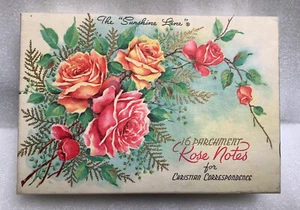 The "Sunshine Line"®
16 PARCHMENT
Rose Notes
for
CHRISTIAN CORRESPONDENCE